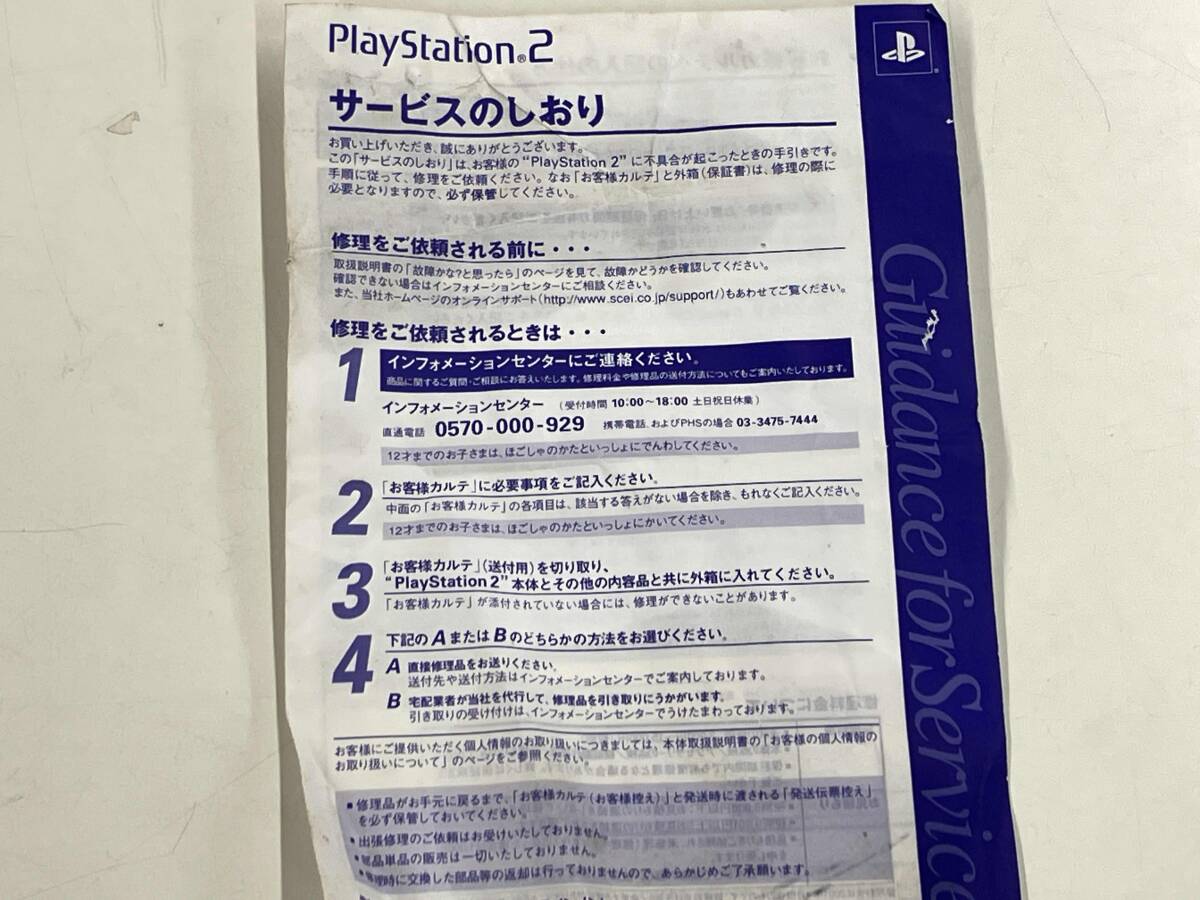 PlayStation®2
サービスのしおり
お買い上げいただき、誠にありがとうございます。
この「サービスのしおり」は、お客様の“PlayStation 2”に不具合が起こったときの手引きです。
手順に従って、修理をご依頼ください。なお「お客様カルテ」と外箱(保証書)は、修理の際に
必要となりますので、必ず保管してください。
修理をご依頼される前に・・・
取扱説明書の「故障かな?と思ったら」のページを見て、故障かどうかを確認してください。
確認できない場合はインフォメーションセンターにご相談ください。
また、当社ホームページのオンラインサポート(http://www.scei.co.jp/support/)もあわせてご覧ください。
修理をご依頼されるときは・・・
1 インフォメーションセンターにご連絡ください。
商品に関するご質問・ご相談にお答えいたします。修理料金や修理品の送付方法についてもご案内いたしております。
インフォメーションセンター (受付時間 10:00～18:00 土日祝日休業)
直通電話 0570-000-929 携帯電話、およびPHSの場合 03-3475-7444
12才までのお子さまは、ほごしゃのかたといっしょにでんわしてください。
2 「お客様カルテ」に必要事項をご記入ください。
中面の「お客様カルテ」の各項目は、該当する答えがない場合を除き、もれなくご記入ください。
12才までのお子さまは、ほごしゃのかたといっしょにかいてください。
3 「お客様カルテ」(送付用)を切り取り、
“PlayStation 2”本体とその他の内容品と共に外箱に入れてください。
「お客様カルテ」が添付されていない場合には、修理ができないことがあります。
4 下記のAまたはBのどちらかの方法をお選びください。
A 直接修理品をお送りください。
送付先や送付方法はインフォメーションセンターでご案内しております。
B 宅配業者が当社を代行して、修理品を引き取りにうかがいます。
引き取りの受け付けは、インフォメーションセンターでうけたまわっております。
お客様にご提供いただく個人情報のお取り扱いにつきましては、本体取扱説明書の「お客様の個人情報の
お取り扱いについて」のページをご参照ください。
■修理品がお手元に戻るまで、「お客様カルテ(お客様控え)」と発送時に渡される「発送伝票控え」
を必ず保管しておいてください。
■出張修理のご依頼はお受けいたしておりません。
部品単品の販売は一切いたしておりません。
修理時に交換した部品等の返却は行っておりませんので、あらかじめご了承願います。
Guidance for Service